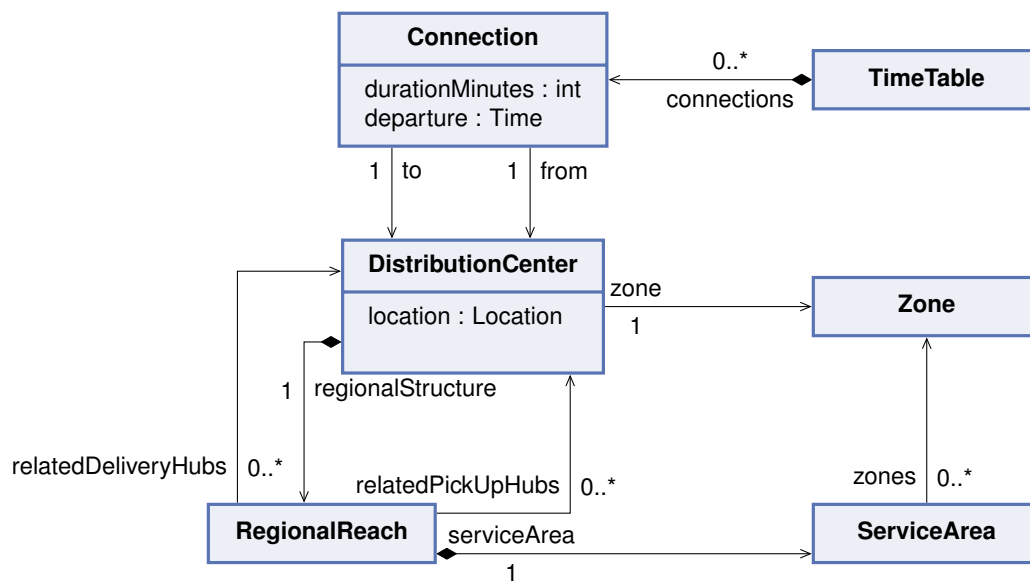 Connection
durationMinutes : int
departure : Time
0..*
connections
TimeTable
1 to
1 from
DistributionCenter
location : Location
zone
1
Zone
1 regionalStructure
relatedDeliveryHubs 0..*
relatedPickUpHubs 0..*
zones 0..*
RegionalReach
serviceArea
1
ServiceArea